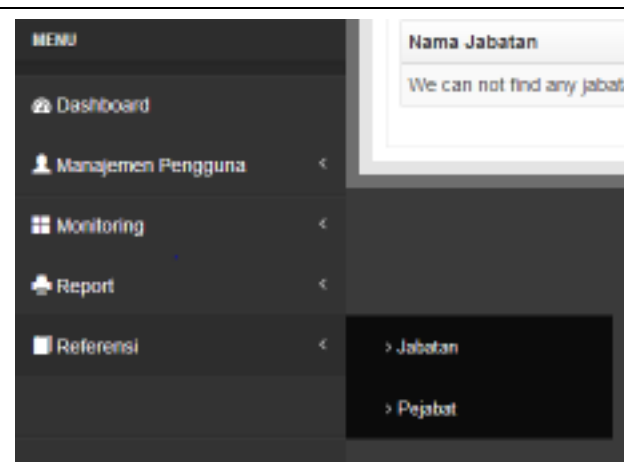 MENU
Nama Jabatan
We can not find any jabat
Dashboard
Manajemen Pengguna
Monitoring
Report
Referensi
Jabatan
Pejabat